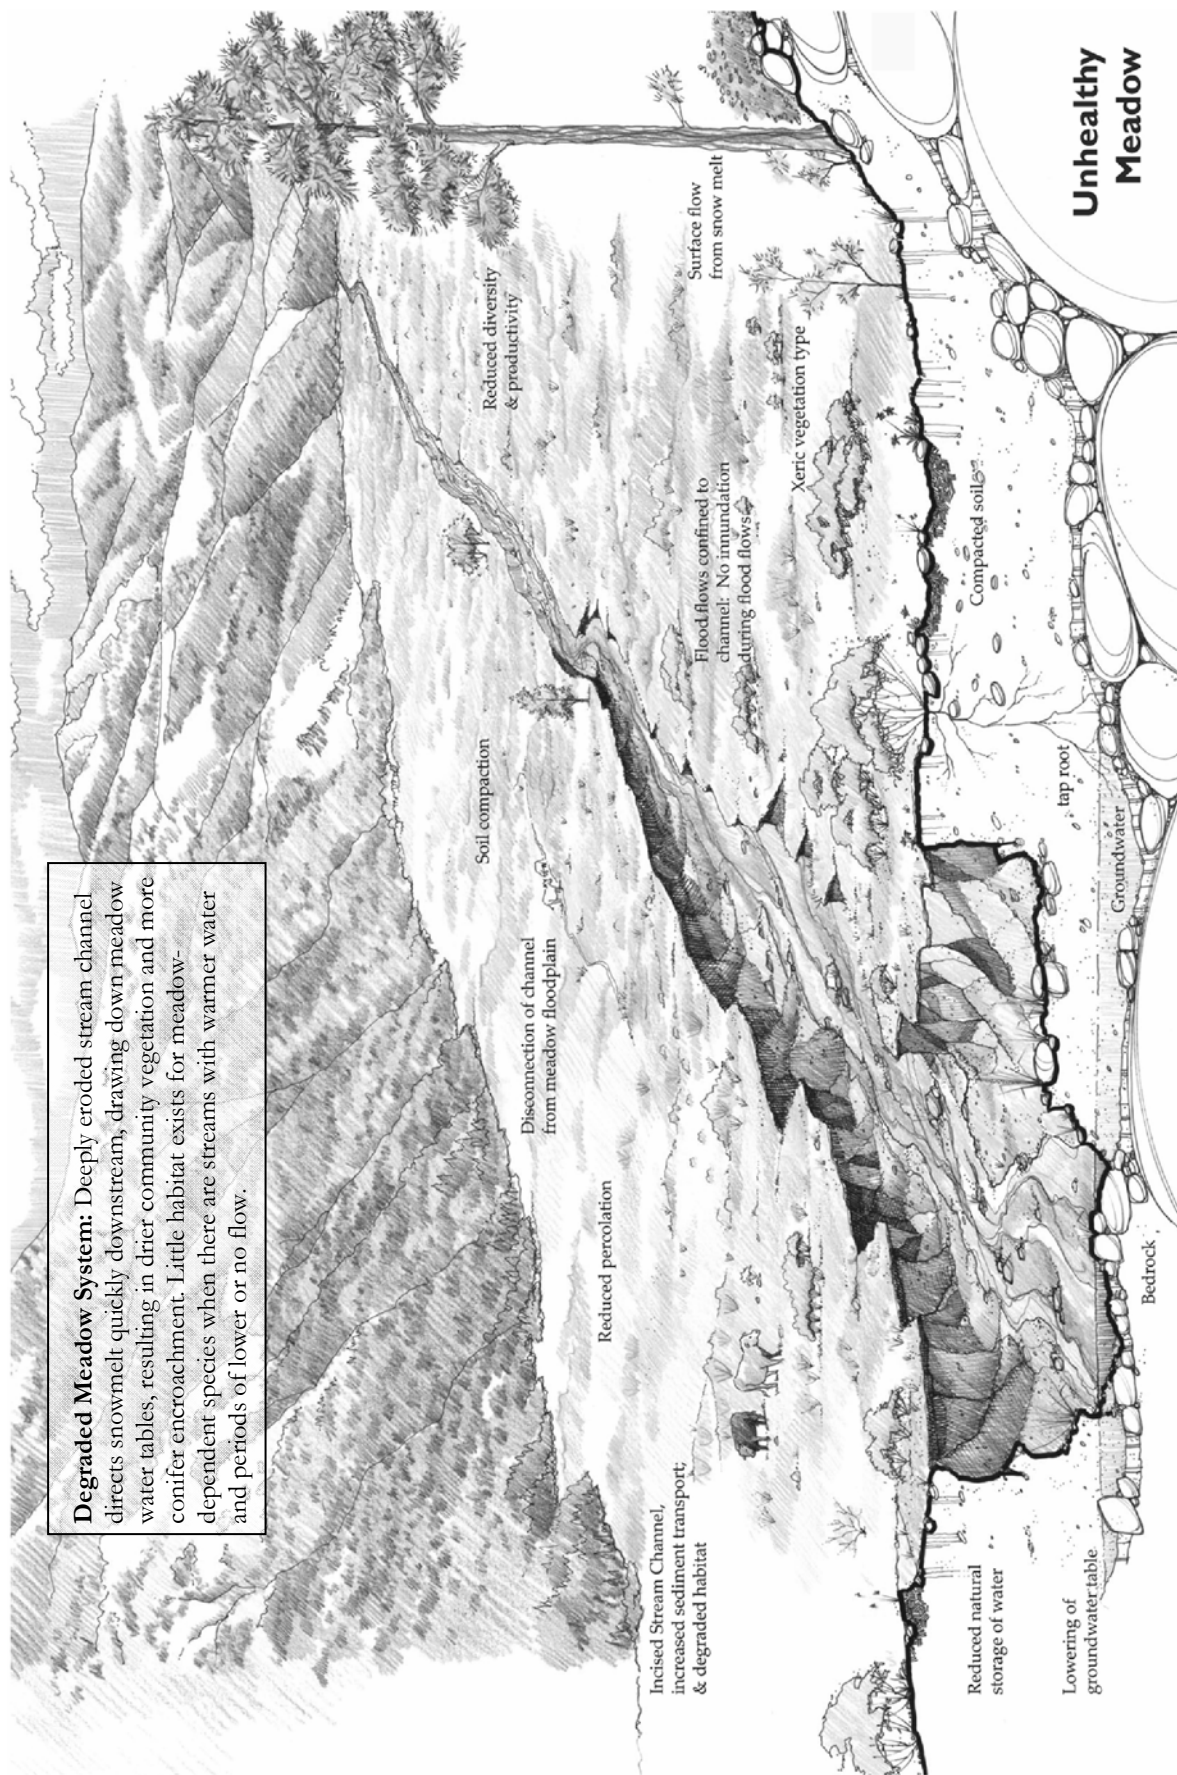 Degraded Meadow System: Deeply eroded stream channel
directs snowmelt quickly downstream, drawing down meadow
water tables, resulting in drier community vegetation and more
conifer encroachment. Little habitat exists for meadow-
dependent species when there are streams with warmer water
and periods of lower or no flow.
Soil compaction
Reduced diversity
& productivity
Disconnection of channel
from meadow floodplain
Reduced percolation
Surface flow
from snow melt
Incised Stream Channel,
increased sediment transport;
& degraded habitat
Flood flows confined to
channel: No innundation
during flood flows
Xeric vegetation type
Reduced natural
storage of water
Compacted soil
Lowering of
groundwater table
tap root
Groundwater
Bedrock
Unhealthy
Meadow